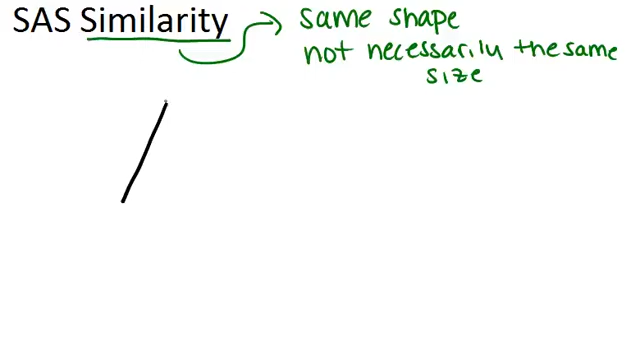 SAS Similarity
same shape
not necessarily the same
size